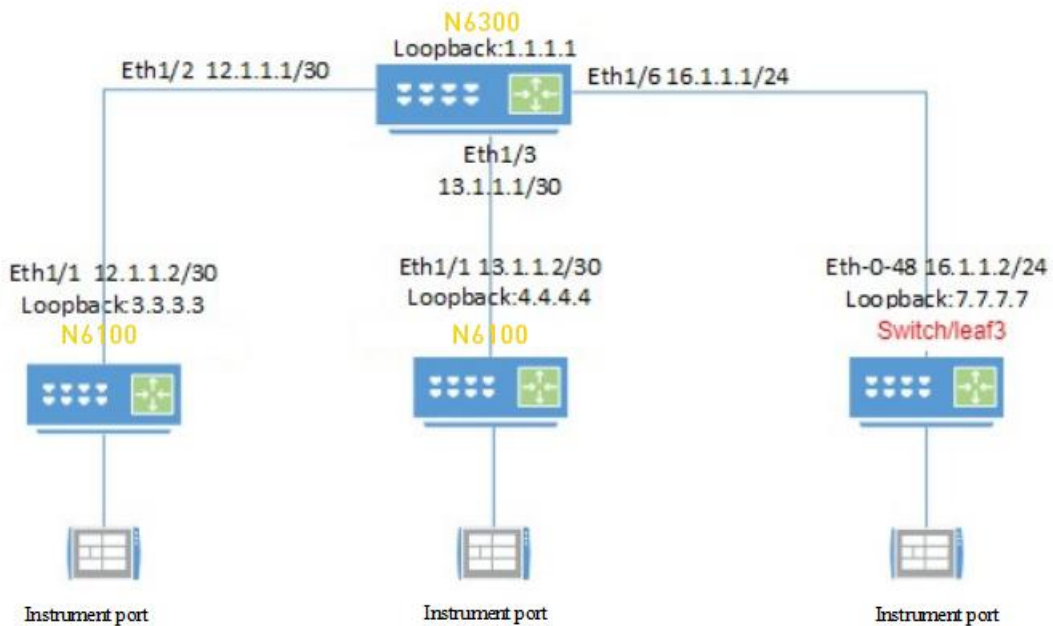 N6300
Loopback:1.1.1.1
Eth1/2 12.1.1.1/30
Eth1/6 16.1.1.1/24
Eth1/3
13.1.1.1/30
Eth1/1 12.1.1.2/30
Loopback:3.3.3.3
N6100
Eth1/1 13.1.1.2/30
Loopback:4.4.4.4
N6100
Eth-0-48 16.1.1.2/24
Loopback:7.7.7.7
Switch/leaf3
Instrument port
Instrument port
Instrument port